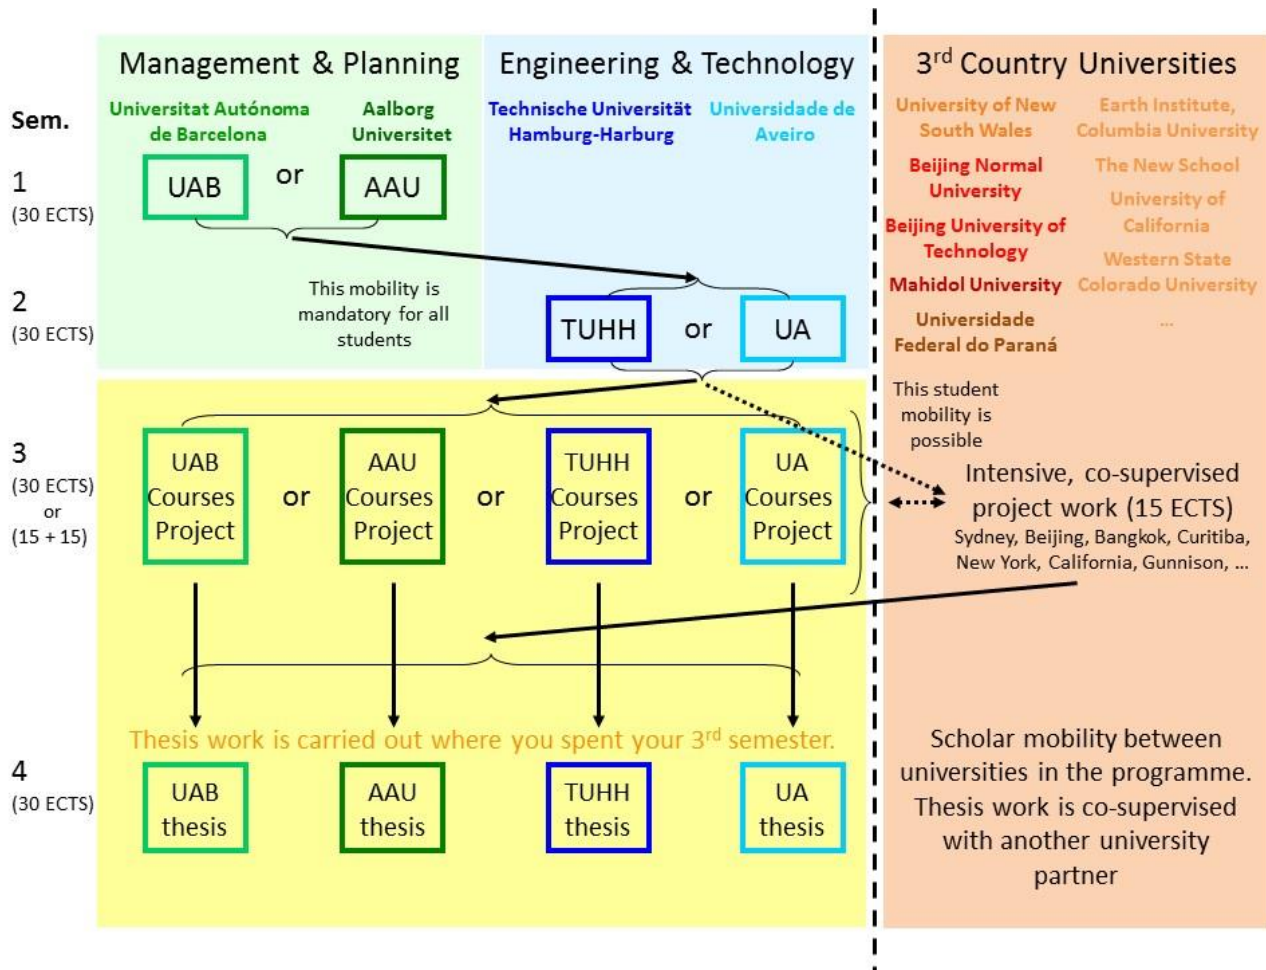 Management & Planning
Engineering & Technology
3rd Country Universities
Sem.
Universitat Autónoma
de Barcelona
Aalborg
Universitet
Technische Universität
Hamburg-Harburg
Universidade de
Aveiro
University of New
South Wales
Earth Institute,
Columbia University
Beijing Normal
University
The New School
Beijing University of
Technology
University of
California
Mahidol University
Western State
Colorado University
Universidade
Federal do Paraná
...
1
(30 ECTS)
UAB
or
AAU
This mobility is
mandatory for all
students
2
(30 ECTS)
TUHH
or
UA
This student
mobility is
possible
3
(30 ECTS)
or
(15 + 15)
UAB
Courses
Project
or
AAU
Courses
Project
or
TUHH
Courses
Project
or
UA
Courses
Project
Intensive, co-supervised
project work (15 ECTS)
Sydney, Beijing, Bangkok, Curitiba,
New York, California, Gunnison, ...
Thesis work is carried out where you spent your 3rd semester.
4
(30 ECTS)
UAB
thesis
AAU
thesis
TUHH
thesis
UA
thesis
Scholar mobility between
universities in the programme.
Thesis work is co-supervised
with another university
partner